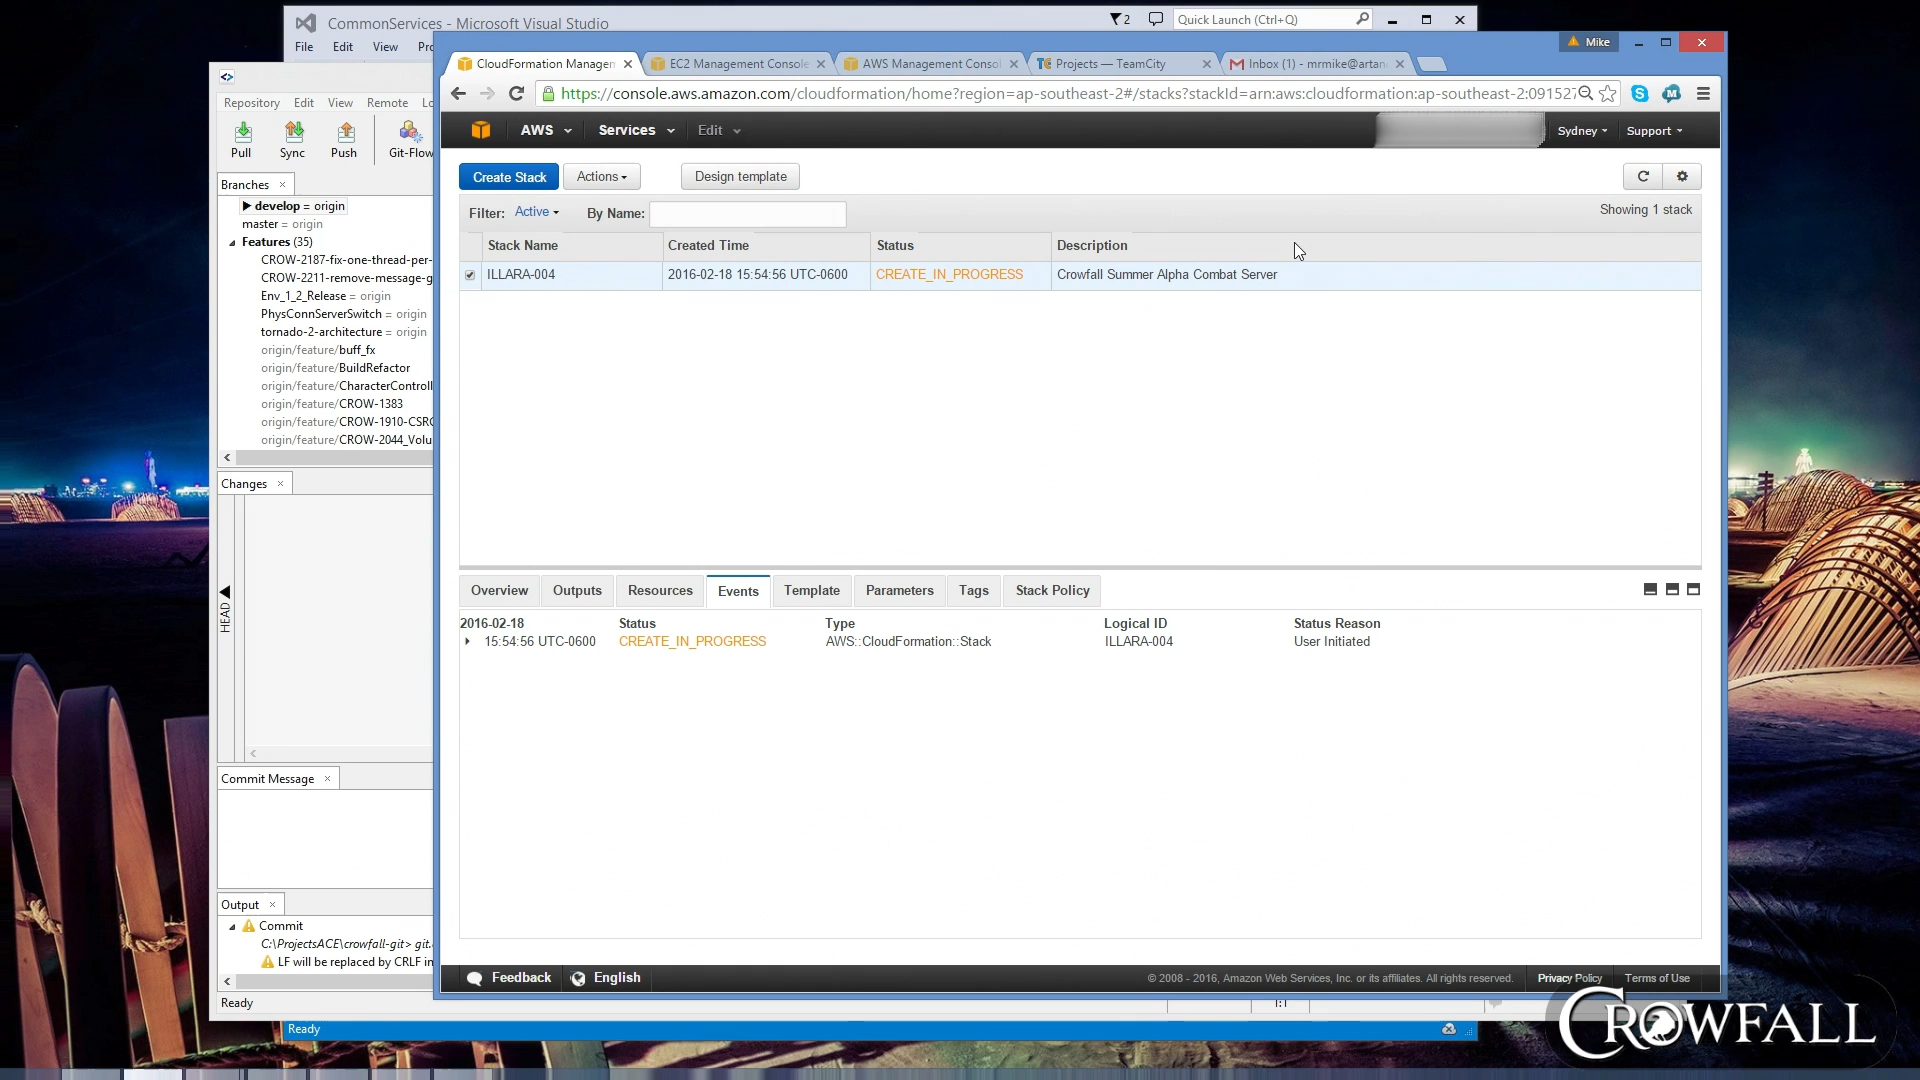 CommonServices - Microsoft Visual Studio
2
Quick Launch (Ctrl+Q)
File Edit View
Mike
CloudFormation Managem
EC2 Management Console
AWS Management Consol
Projects — TeamCity
Inbox (1) - mrmike@artan
https://console.aws.amazon.com/cloudformation/home?region=ap-southeast-2#/stacks?stackId=arn:aws:cloudformation:ap-southeast-2:091527
Repository Edit View Remote
AWS Services Edit Sydney Support
Pull Sync Push Git-Flow
Create Stack Actions Design template
Branches
Filter: Active By Name: Showing 1 stack
develop = origin
master = origin
Features (35)
CROW-2187-fix-one-thread-per-
CROW-2211-remove-message-g
Env_1_2_Release = origin
PhysConnServerSwitch = origin
tornado-2-architecture = origin
origin/feature/buff_fx
origin/feature/BuildRefactor
origin/feature/CharacterControll
origin/feature/CROW-1383
origin/feature/CROW-1910-CSRC
origin/feature/CROW-2044_Volu
Stack Name Created Time Status Description
ILLARA-004 2016-02-18 15:54:56 UTC-0600 CREATE_IN_PROGRESS Crowfall Summer Alpha Combat Server
Changes
HEAD
Overview Outputs Resources Events Template Parameters Tags Stack Policy
2016-02-18 Status Type Logical ID Status Reason
15:54:56 UTC-0600 CREATE_IN_PROGRESS AWS::CloudFormation::Stack ILLARA-004 User Initiated
Commit Message
Output
Commit
C:\ProjectsACE\crowfall-git> git.
LF will be replaced by CRLF in
Feedback English © 2008 - 2016, Amazon Web Services, Inc. or its affiliates. All rights reserved. Privacy Policy Terms of Use
Ready
1:1
Ready
CROWFALL